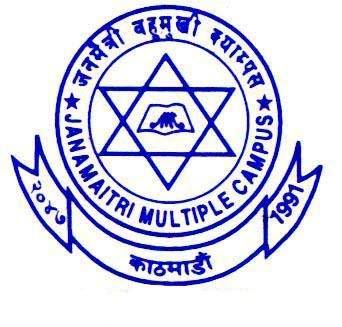 जनमैत्री बहुमुखी क्याम्पस
★ JANAMAITRI MULTIPLE CAMPUS ★
२०४७
काठमाडौं
1991